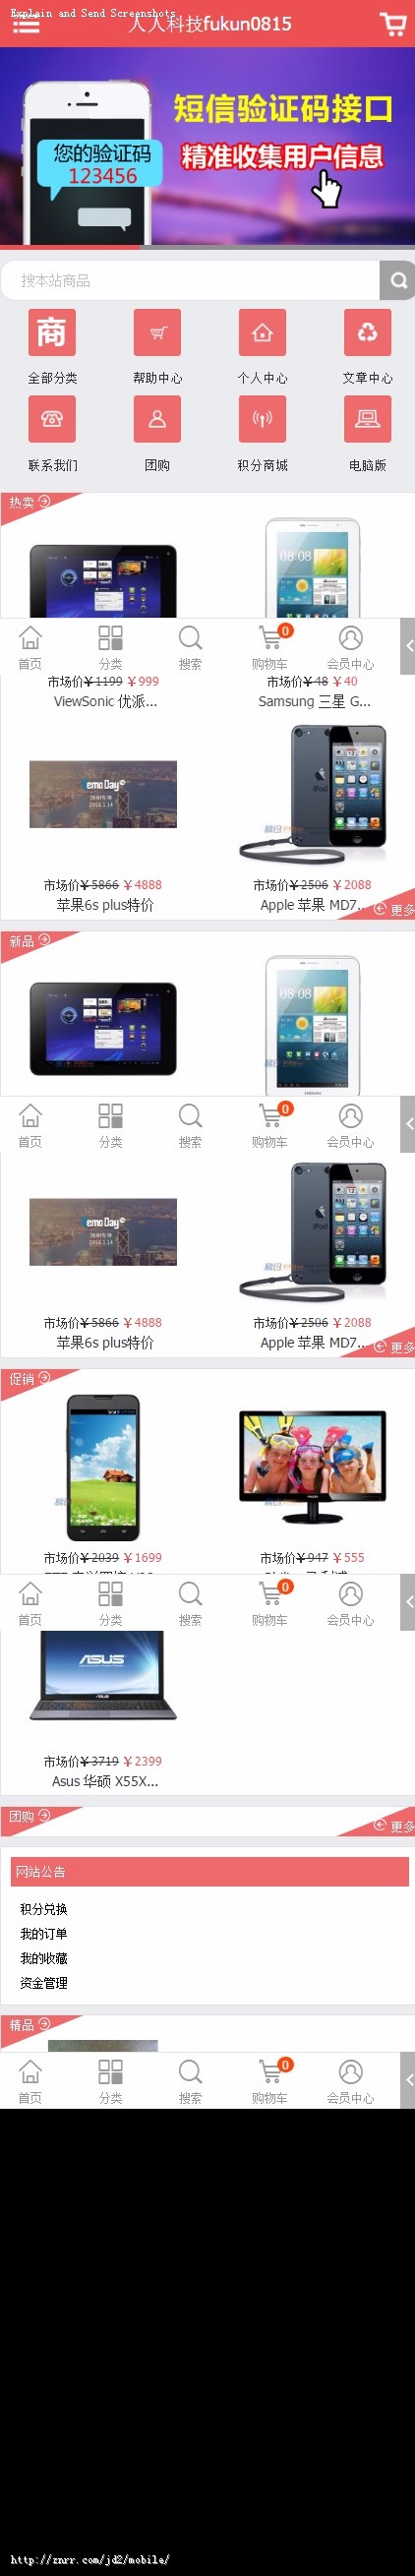 Explain and Send Screenshots
人人科技fukun0815
短信验证码接口
您的验证码
123456
精准收集用户信息
搜本站商品
商
全部分类 帮助中心 个人中心 文章中心
联系我们 团购 积分商城 电脑版
热卖
08:08
首页 分类 搜索 购物车 0 会员中心
市场价￥1199 ￥999 市场价￥48 ￥40
ViewSonic 优派... Samsung 三星 G...
Demo Day
2016.1.14
iPod
市场价￥5866 ￥4888 市场价￥2506 ￥2088
苹果6s plus特价 Apple 苹果 MD7...
更多
新品
08:08
首页 分类 搜索 购物车 0 会员中心
Demo Day
2016.1.14
iPod
市场价￥5866 ￥4888 市场价￥2506 ￥2088
苹果6s plus特价 Apple 苹果 MD7...
更多
促销
市场价￥2039 ￥1699 市场价￥947 ￥555
首页 分类 搜索 购物车 0 会员中心
ASUS
市场价￥3719 ￥2399
Asus 华硕 X55X...
团购
更多
网站公告
积分兑换
我的订单
我的收藏
资金管理
精品
首页 分类 搜索 购物车 0 会员中心
http://znrr.com/jd2/mobile/